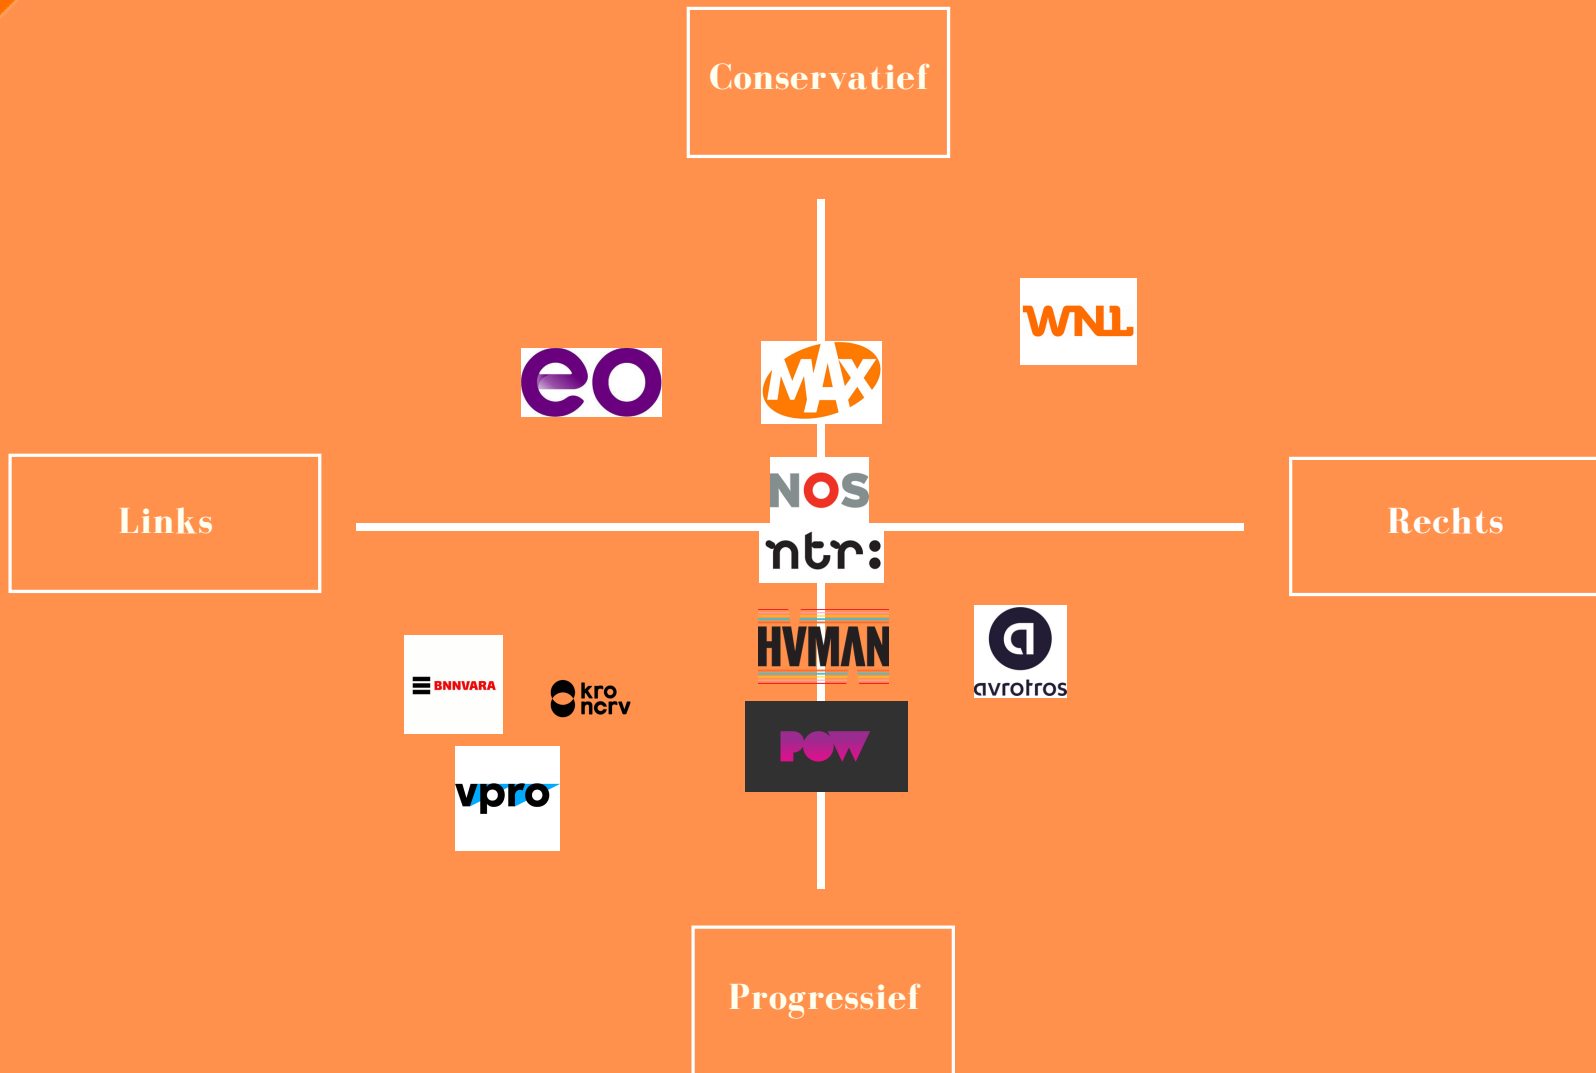 Conservatief
WNL
eo
MAX
NOS
Links
Rechts
ntr:
HVMAN
avrotros
BNNVARA
kro
ncrv
POW
vpro
Progressief